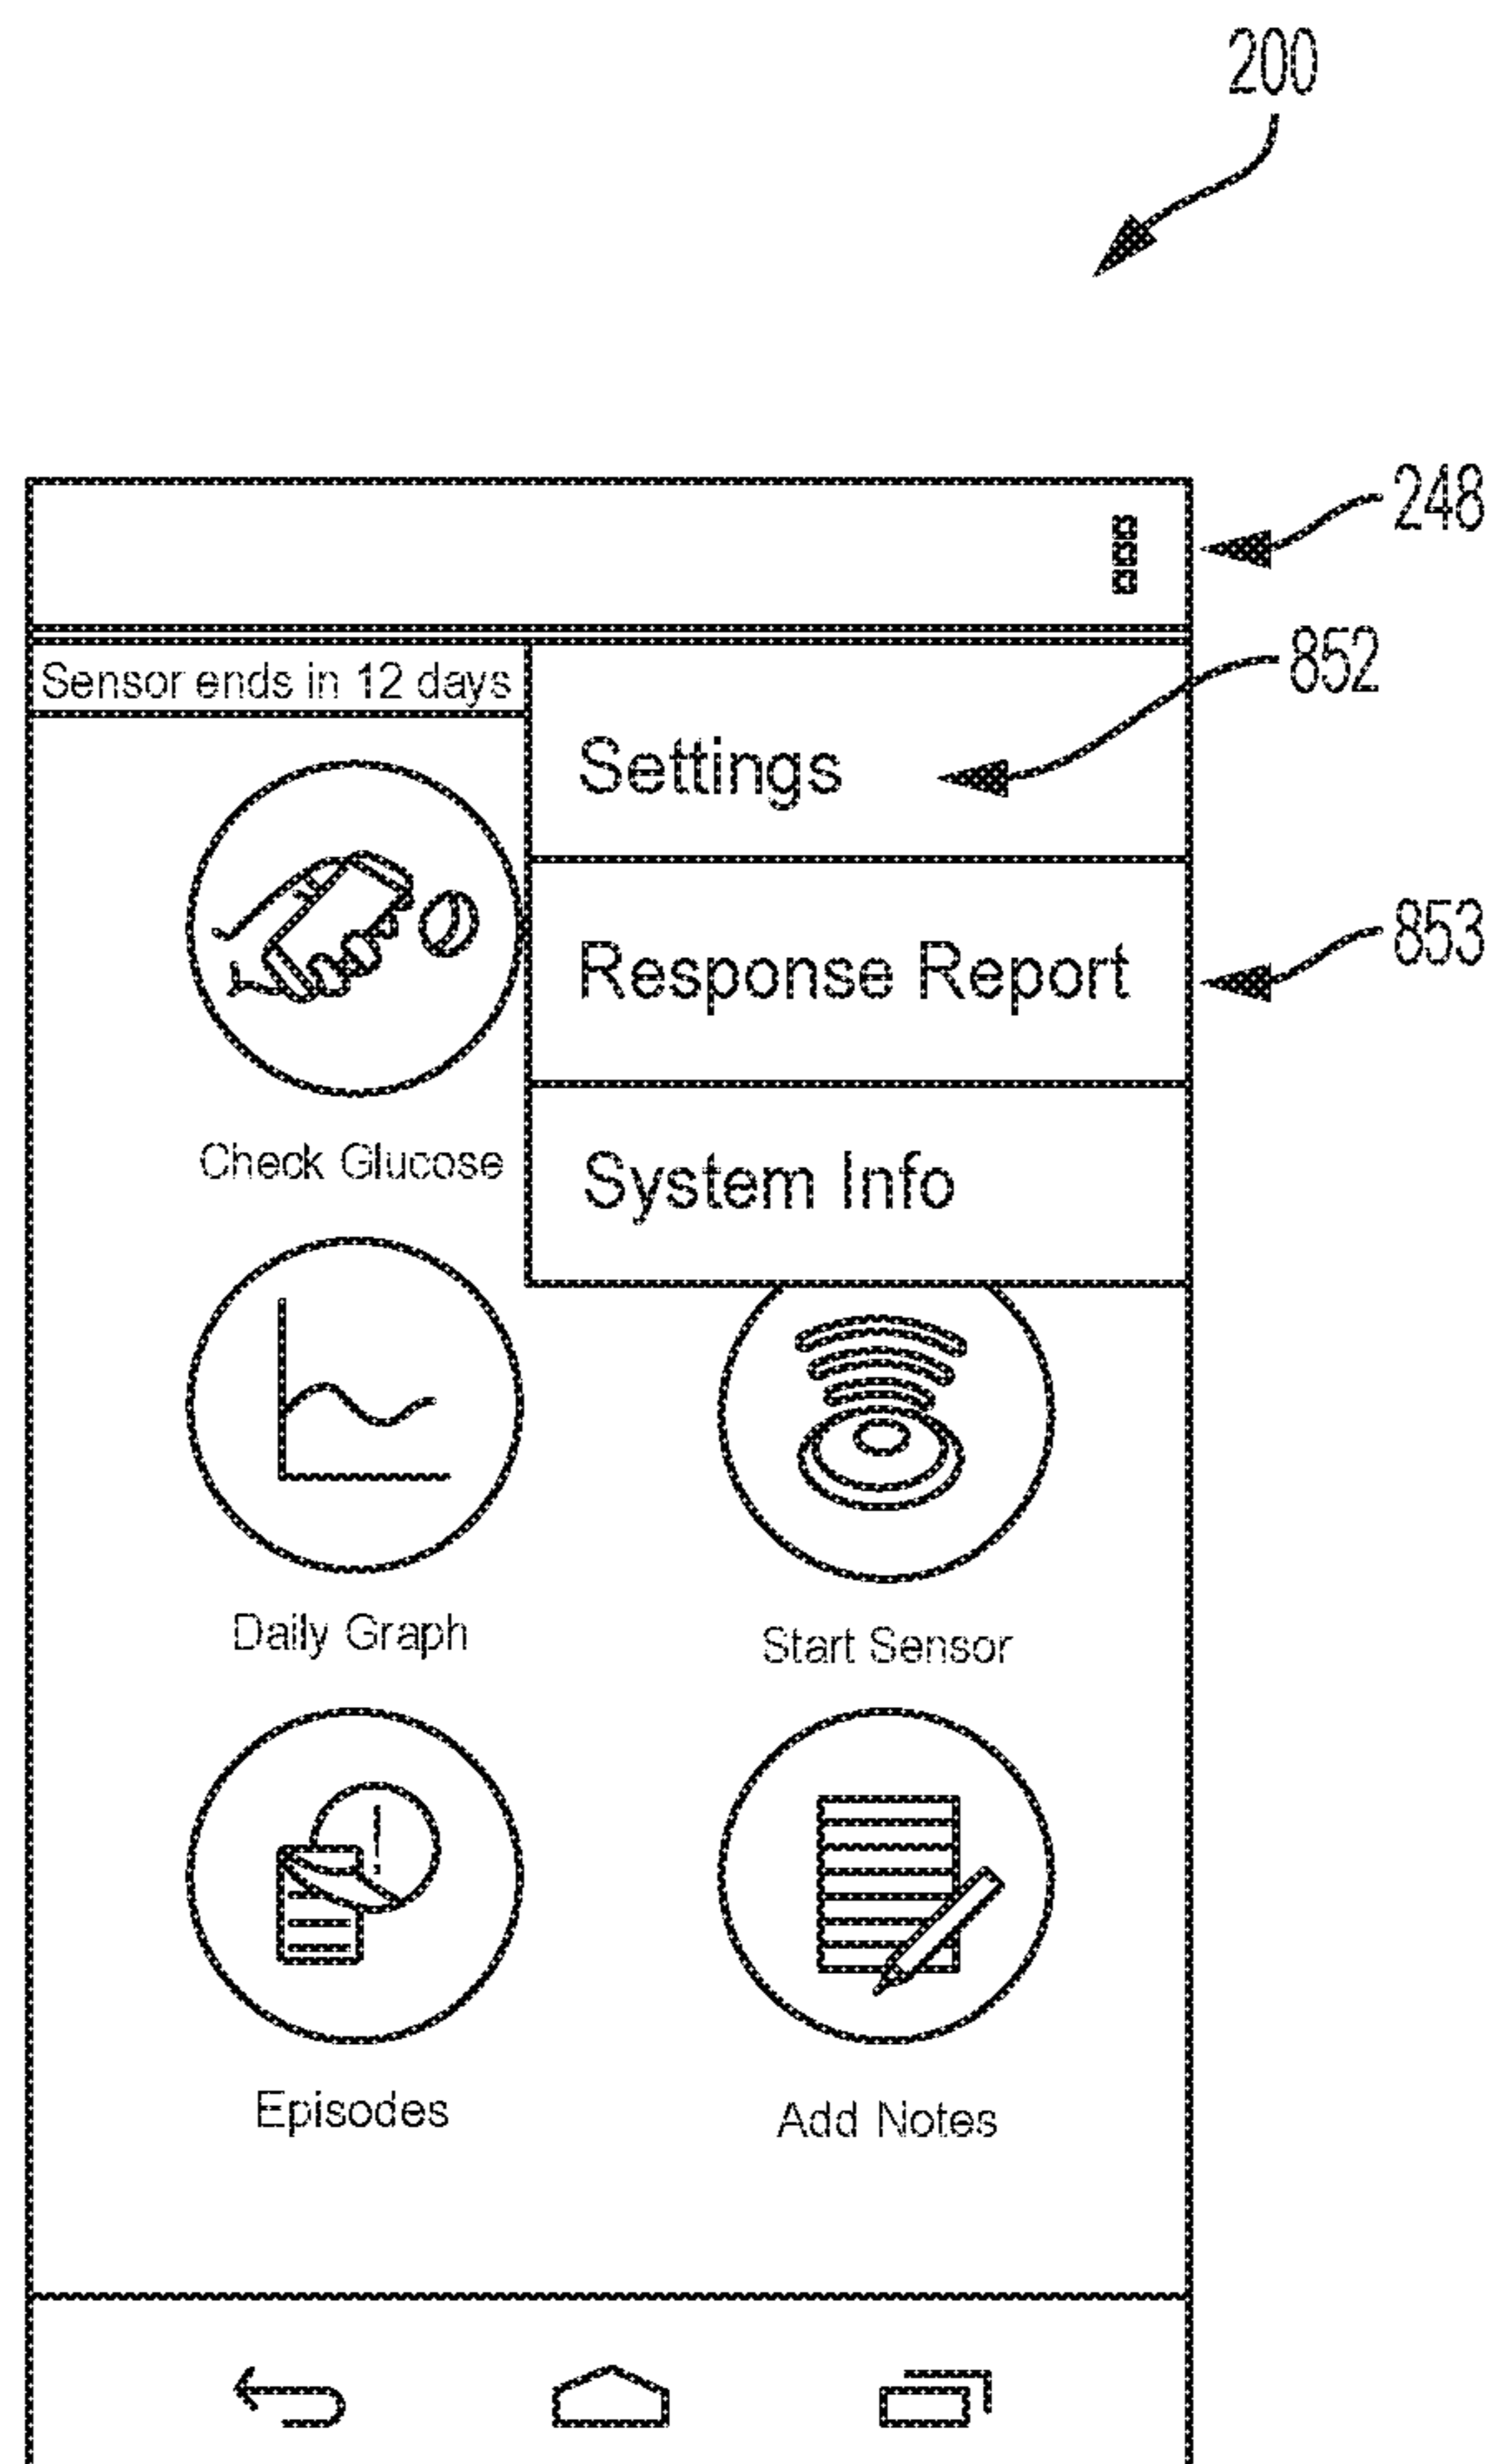 200
248
Sensor ends in 12 days
852
Settings
853
Response Report
Check Glucose
System Info
Daily Graph
Start Sensor
Episodes
Add Notes